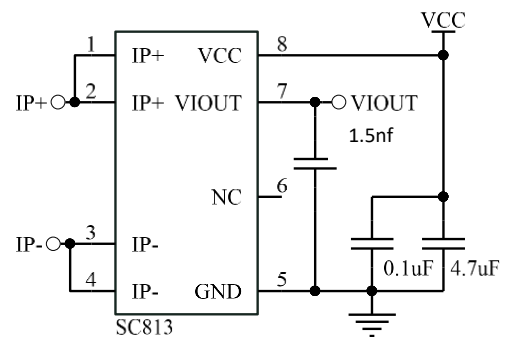 VCC
1 IP+ VCC 8
IP+ 2 IP+ VIOUT 7 VIOUT
1.5nf
NC 6
IP- 3 IP-
0.1uF 4.7uF
4 IP- GND 5
SC813